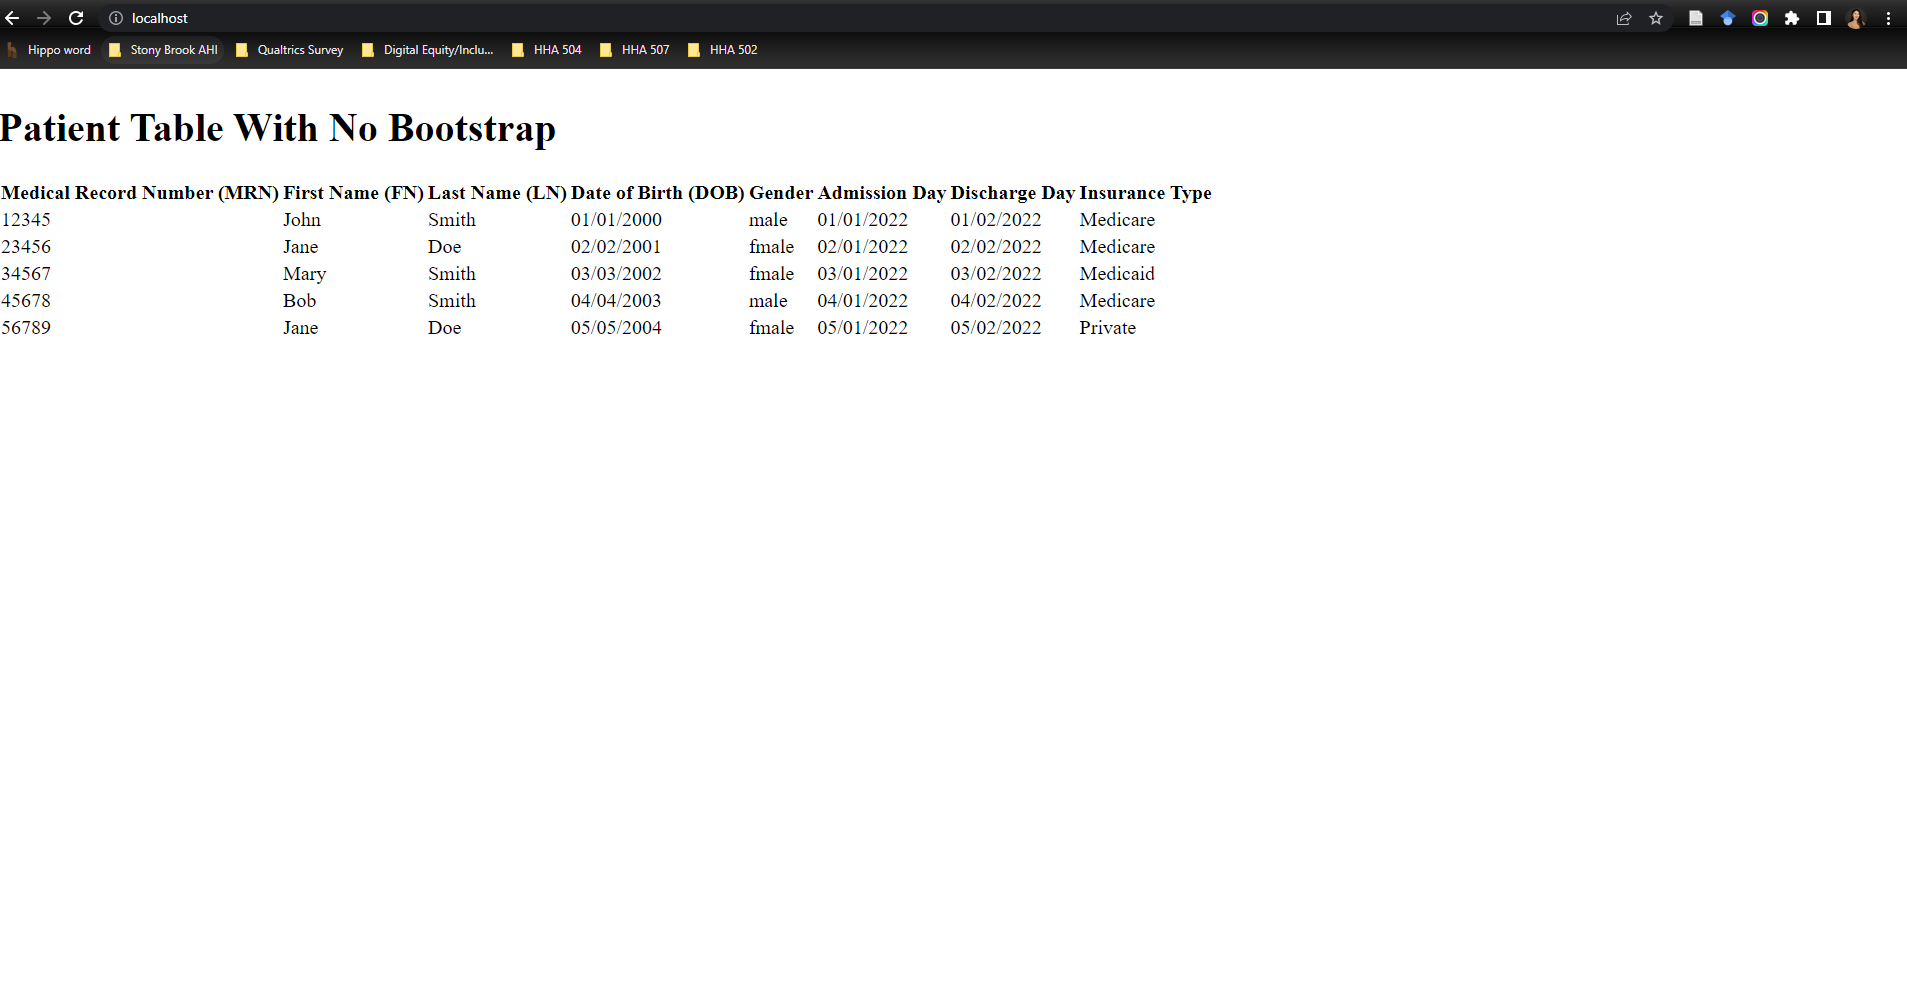 localhost
Hippo word Stony Brook AHI Qualtrics Survey Digital Equity/Inclu... HHA 504 HHA 507 HHA 502
Patient Table With No Bootstrap
Medical Record Number (MRN) First Name (FN) Last Name (LN) Date of Birth (DOB) Gender Admission Day Discharge Day Insurance Type
12345 John Smith 01/01/2000 male 01/01/2022 01/02/2022 Medicare
23456 Jane Doe 02/02/2001 fmale 02/01/2022 02/02/2022 Medicare
34567 Mary Smith 03/03/2002 fmale 03/01/2022 03/02/2022 Medicaid
45678 Bob Smith 04/04/2003 male 04/01/2022 04/02/2022 Medicare
56789 Jane Doe 05/05/2004 fmale 05/01/2022 05/02/2022 Private